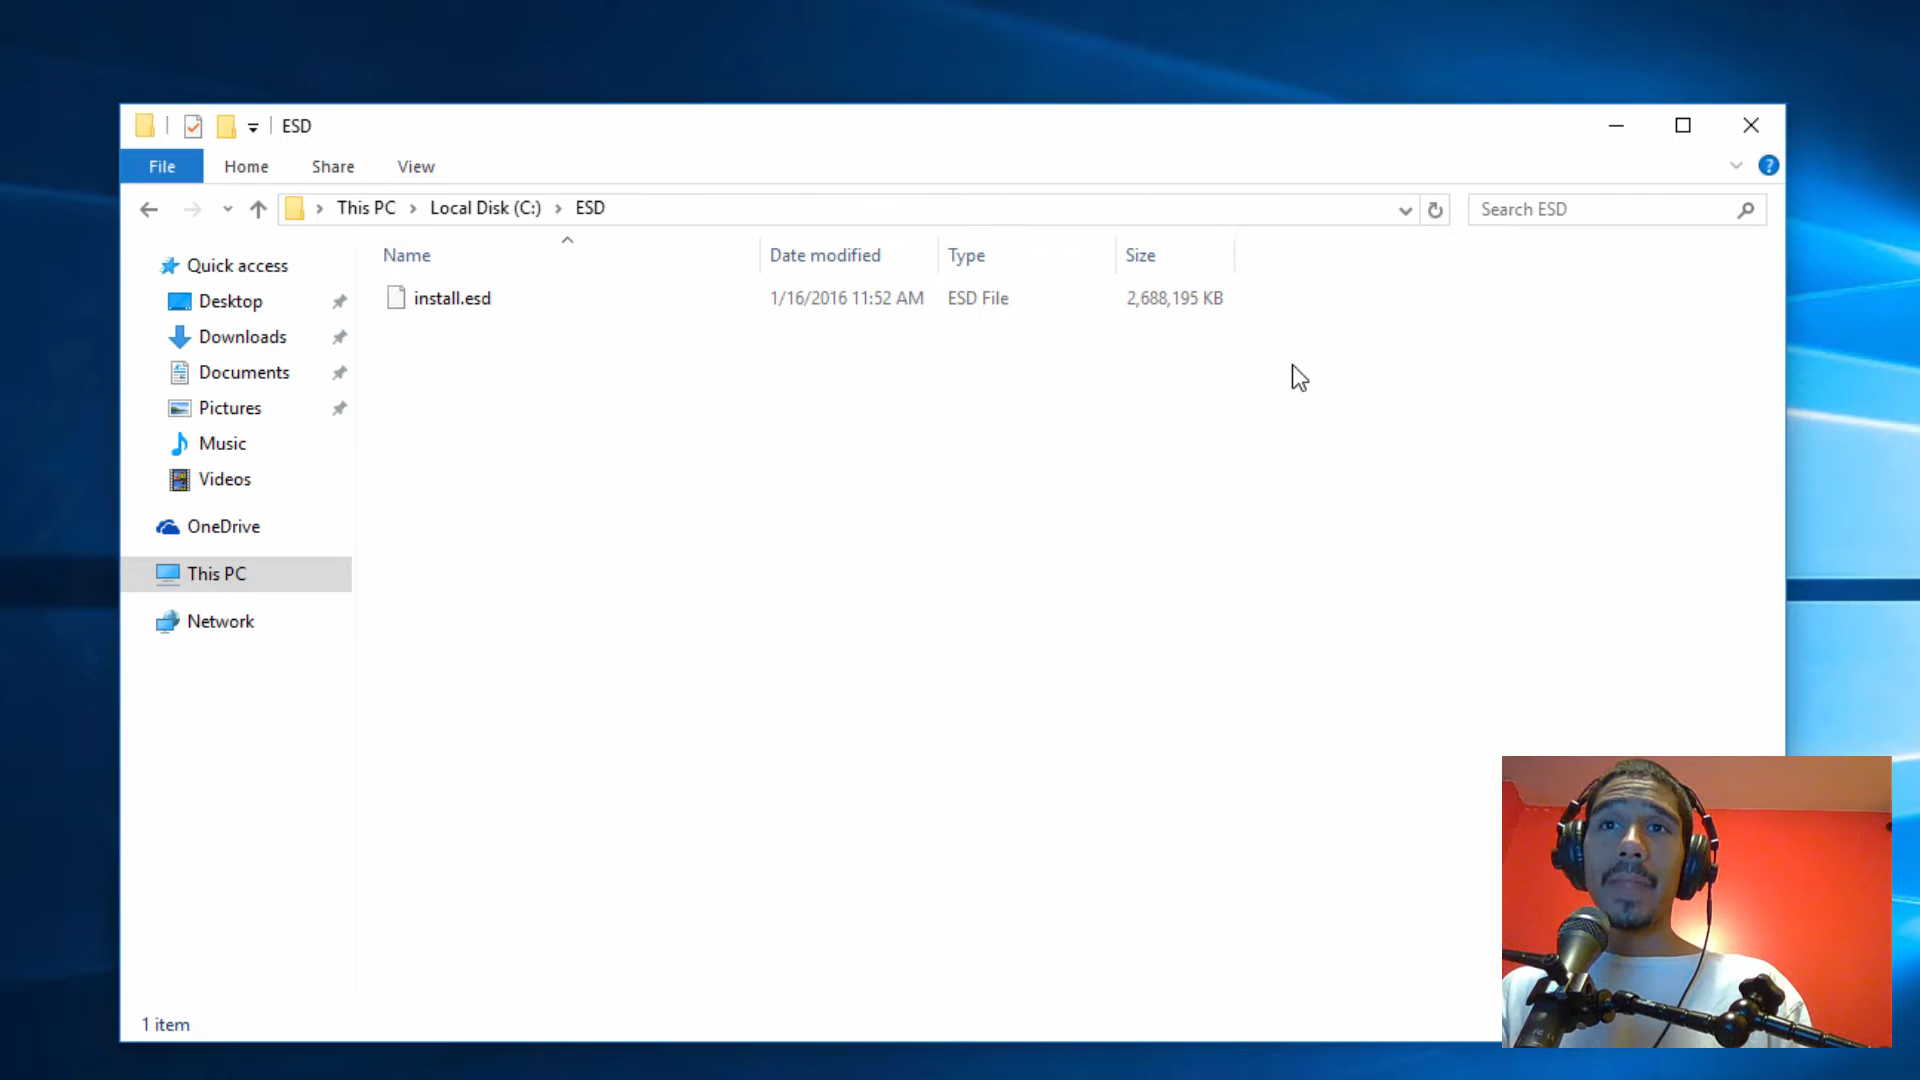 ESD
File Home Share View
This PC Local Disk (C:) ESD
Search ESD
Name Date modified Type Size
install.esd 1/16/2016 11:52 AM ESD File 2,688,195 KB
Quick access
Desktop
Downloads
Documents
Pictures
Music
Videos
OneDrive
This PC
Network
1 item